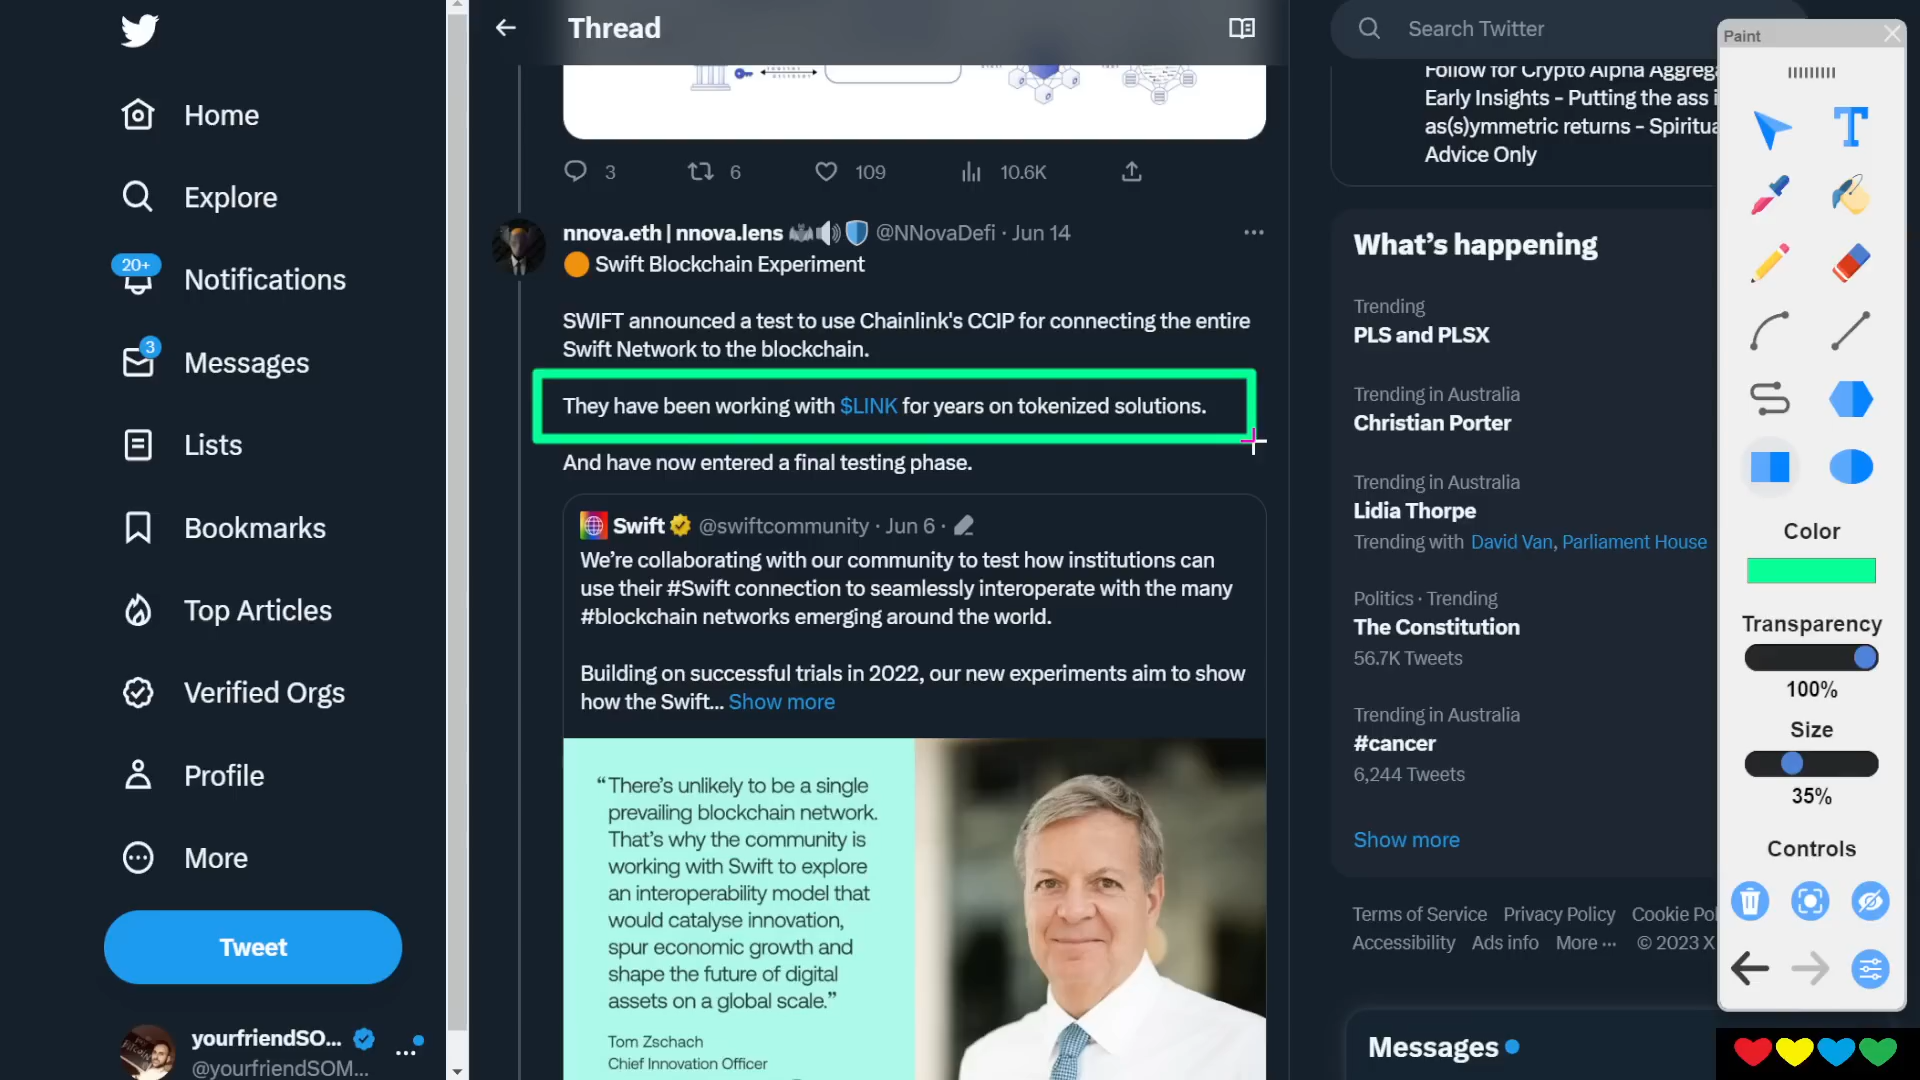 Home
Explore
20+
Notifications
3
Messages
Lists
Bookmarks
Top Articles
Verified Orgs
Profile
More
Tweet
yourfriendSO...
@yourfriendSOM...
Thread
3
6
109
10.6K
nnova.eth | nnova.lens @NNovaDefi · Jun 14
Swift Blockchain Experiment
SWIFT announced a test to use Chainlink's CCIP for connecting the entire
Swift Network to the blockchain.
They have been working with $LINK for years on tokenized solutions.
And have now entered a final testing phase.
Swift @swiftcommunity · Jun 6 ·
We're collaborating with our community to test how institutions can
use their #Swift connection to seamlessly interoperate with the many
#blockchain networks emerging around the world.
Building on successful trials in 2022, our new experiments aim to show
how the Swift... Show more
“There's unlikely to be a single
prevailing blockchain network.
That's why the community is
working with Swift to explore
an interoperability model that
would catalyse innovation,
spur economic growth and
shape the future of digital
assets on a global scale.”
Tom Zschach
Chief Innovation Officer
Search Twitter
Follow for Crypto Alpha Aggrega
Early Insights - Putting the ass i
as(s)ymmetric returns - Spiritua
Advice Only
What's happening
Trending
PLS and PLSX
Trending in Australia
Christian Porter
Trending in Australia
Lidia Thorpe
Trending with David Van, Parliament House
Politics · Trending
The Constitution
56.7K Tweets
Trending in Australia
#cancer
6,244 Tweets
Show more
Terms of Service Privacy Policy Cookie Pol
Accessibility Ads info More ··· © 2023 X
Messages
Paint
T
Color
Transparency
100%
Size
35%
Controls